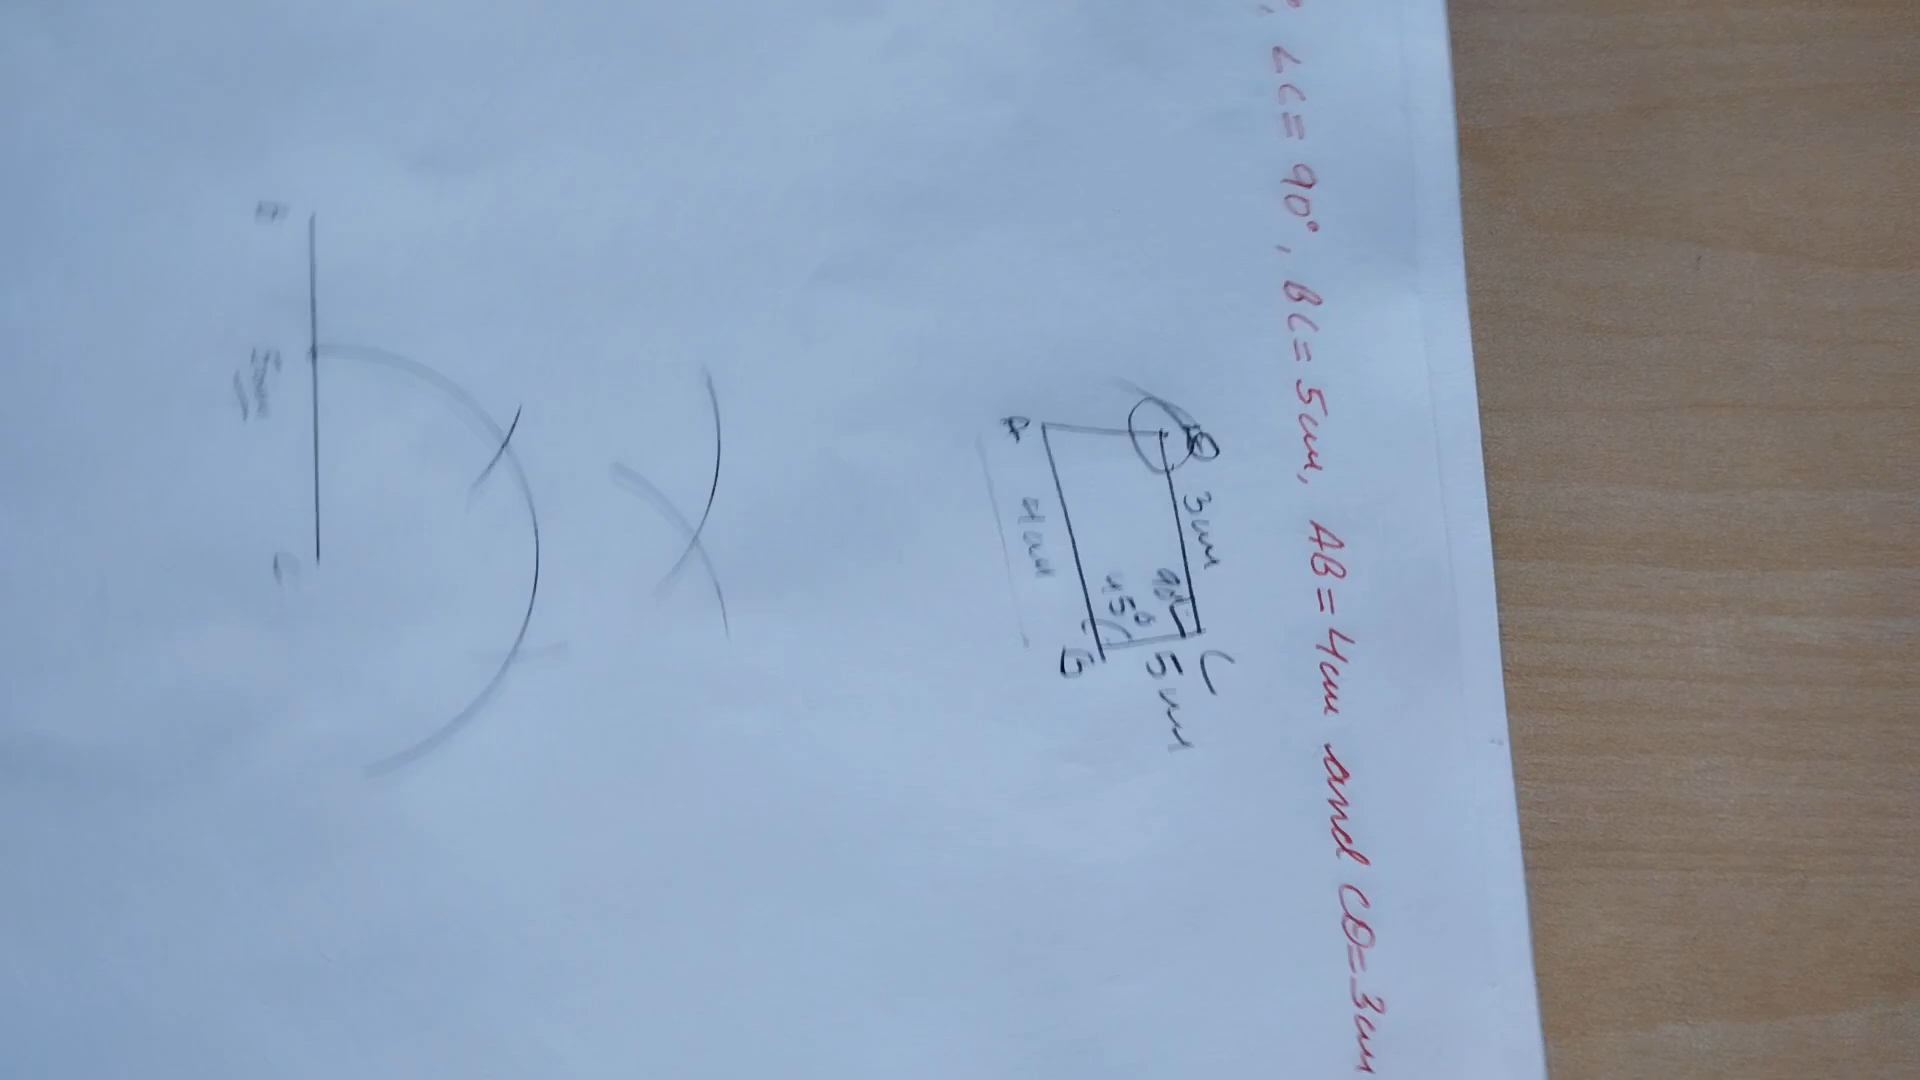 °, ∠C = 90°, BC = 5cm, AB = 4cm and CD = 3cm
D
3cm
C
90°
45°
5cm
A
4cm
B
B
5cm
C